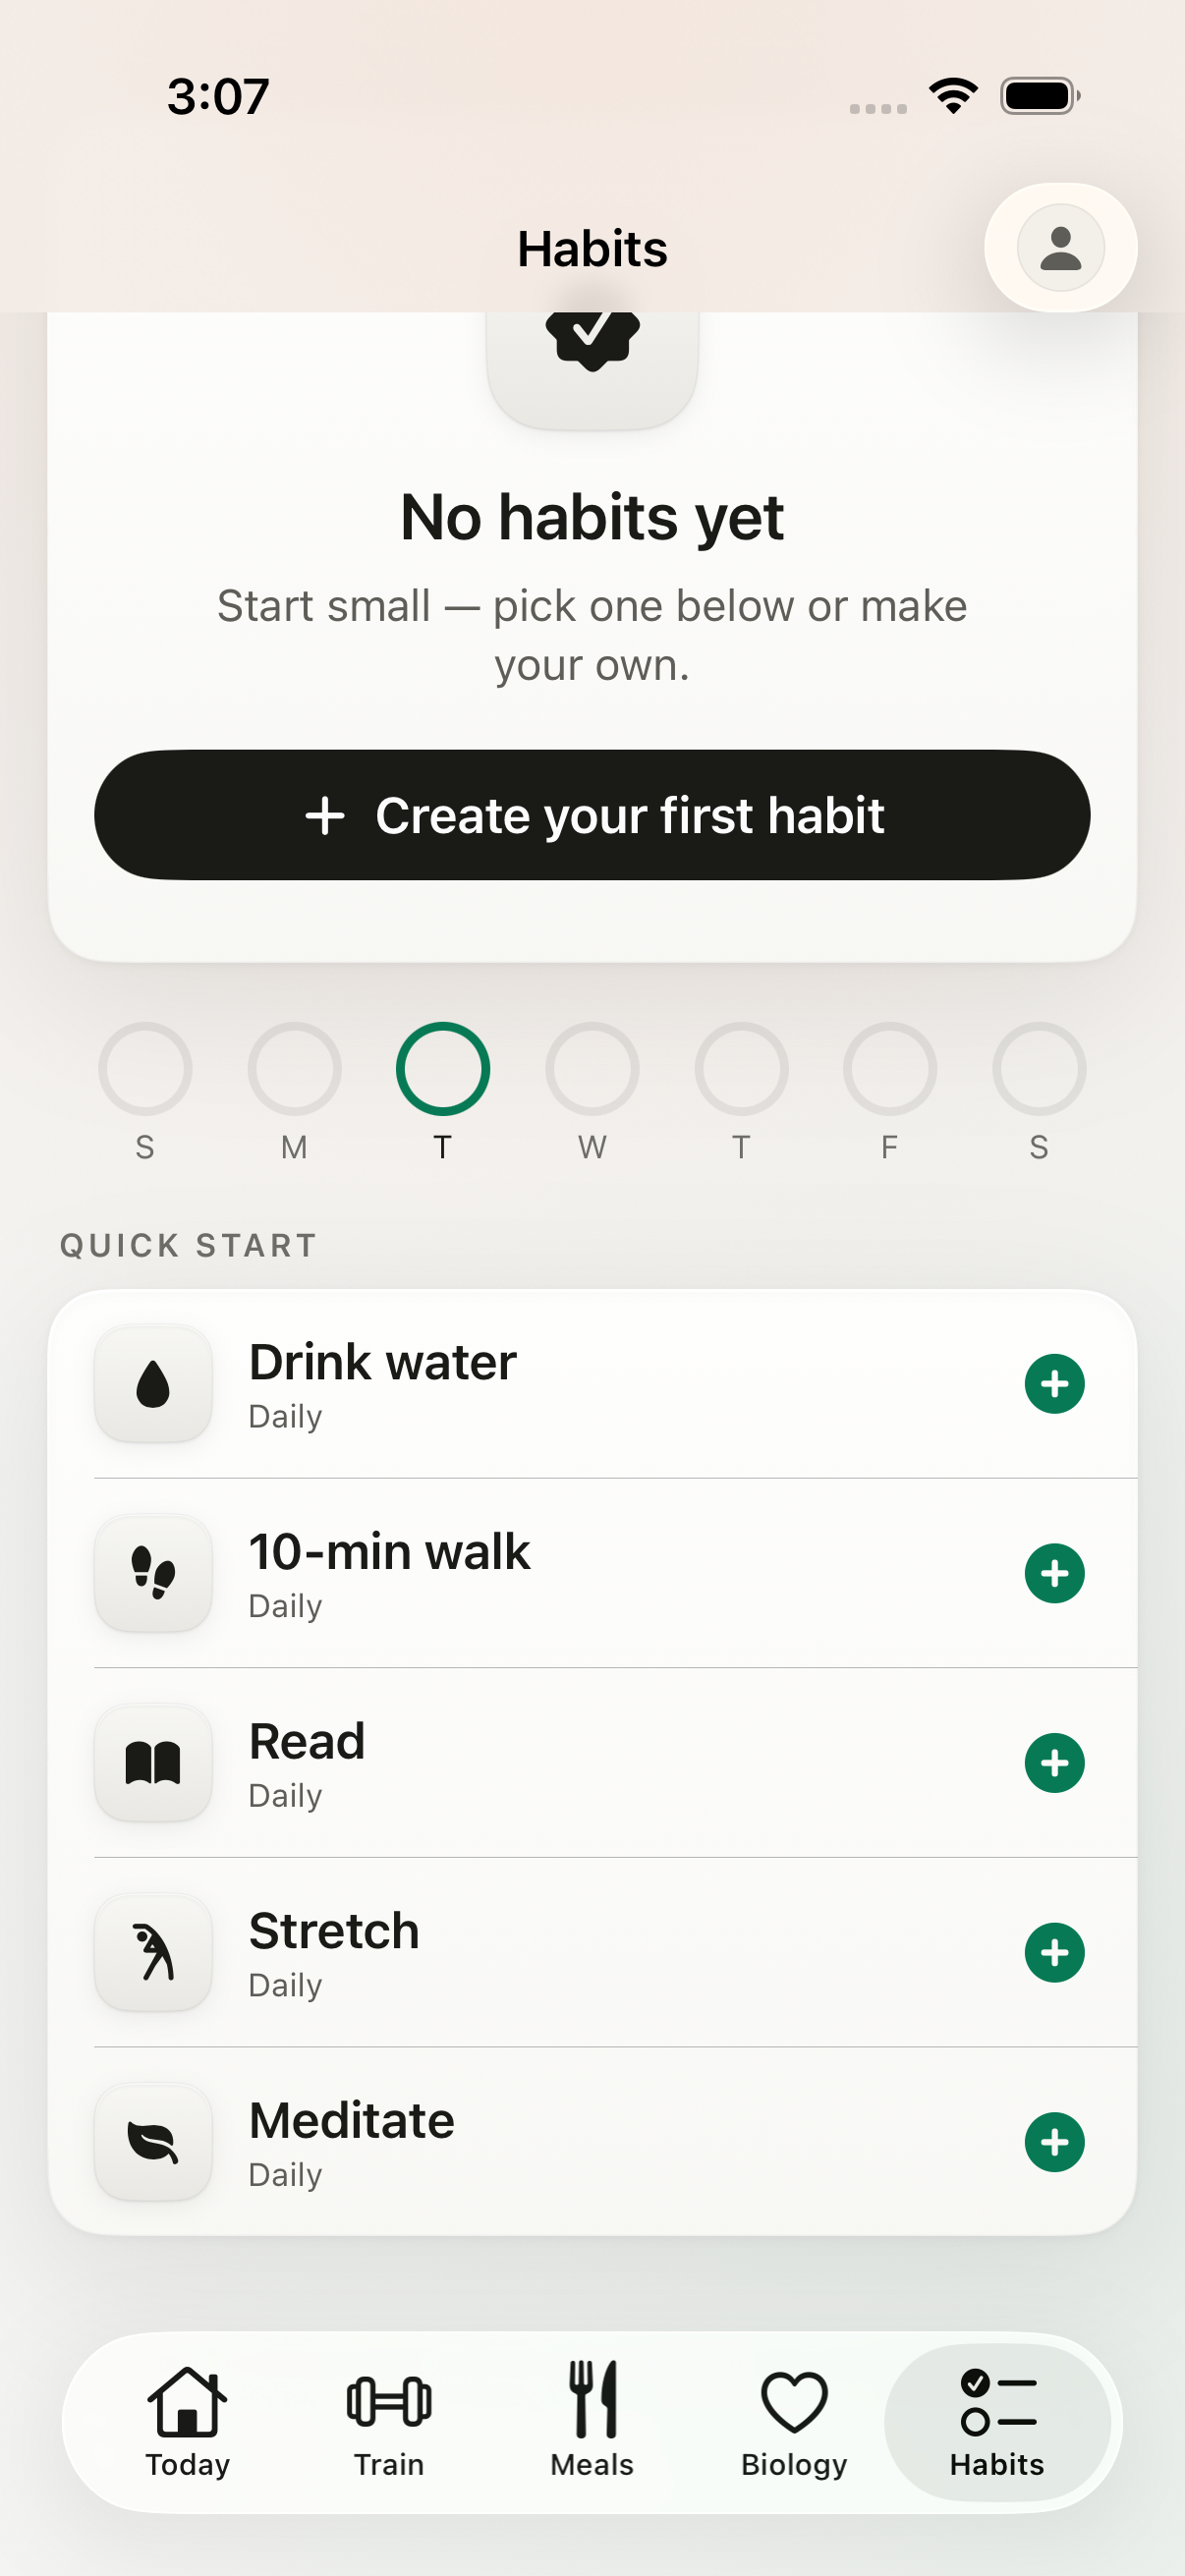 3:07
Habits
No habits yet
Start small — pick one below or make
your own.
Create your first habit
S M T W T F S
QUICK START
Drink water
Daily
10-min walk
Daily
Read
Daily
Stretch
Daily
Meditate
Daily
Today Train Meals Biology Habits